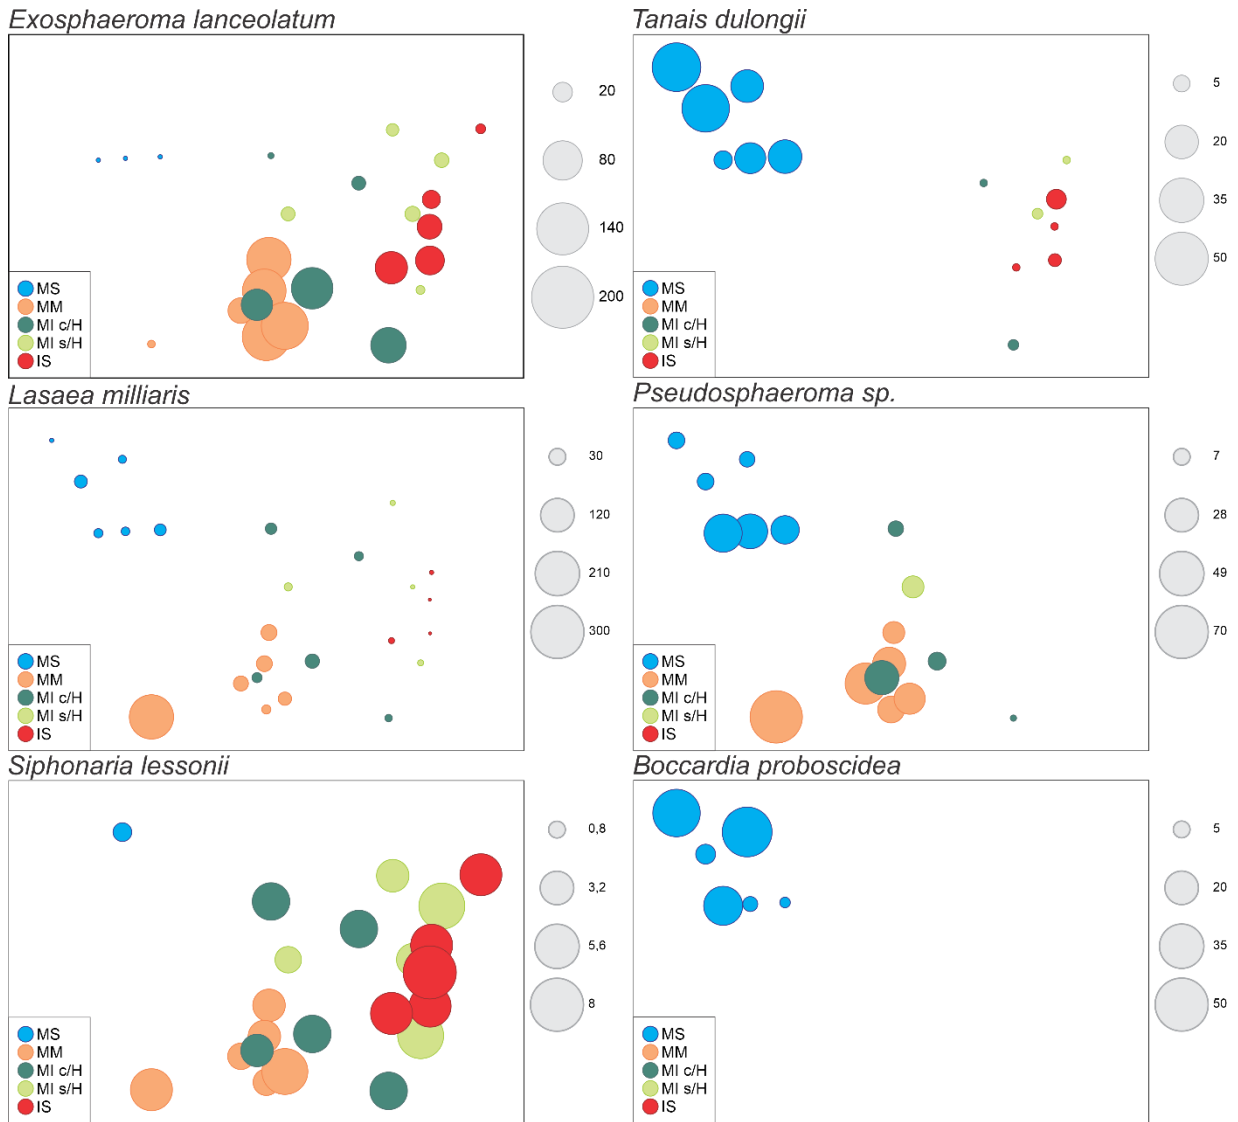 Exosphaeroma lanceolatum
20
80
140
200
MS
MM
MI c/H
MI s/H
IS
Tanais dulongii
5
20
35
50
MS
MM
MI c/H
MI s/H
IS
Lasaea milliaris
30
120
210
300
MS
MM
MI c/H
MI s/H
IS
Pseudosphaeroma sp.
7
28
49
70
MS
MM
MI c/H
MI s/H
IS
Siphonaria lessonii
0,8
3,2
5,6
8
MS
MM
MI c/H
MI s/H
IS
Boccardia proboscidea
5
20
35
50
MS
MM
MI c/H
MI s/H
IS